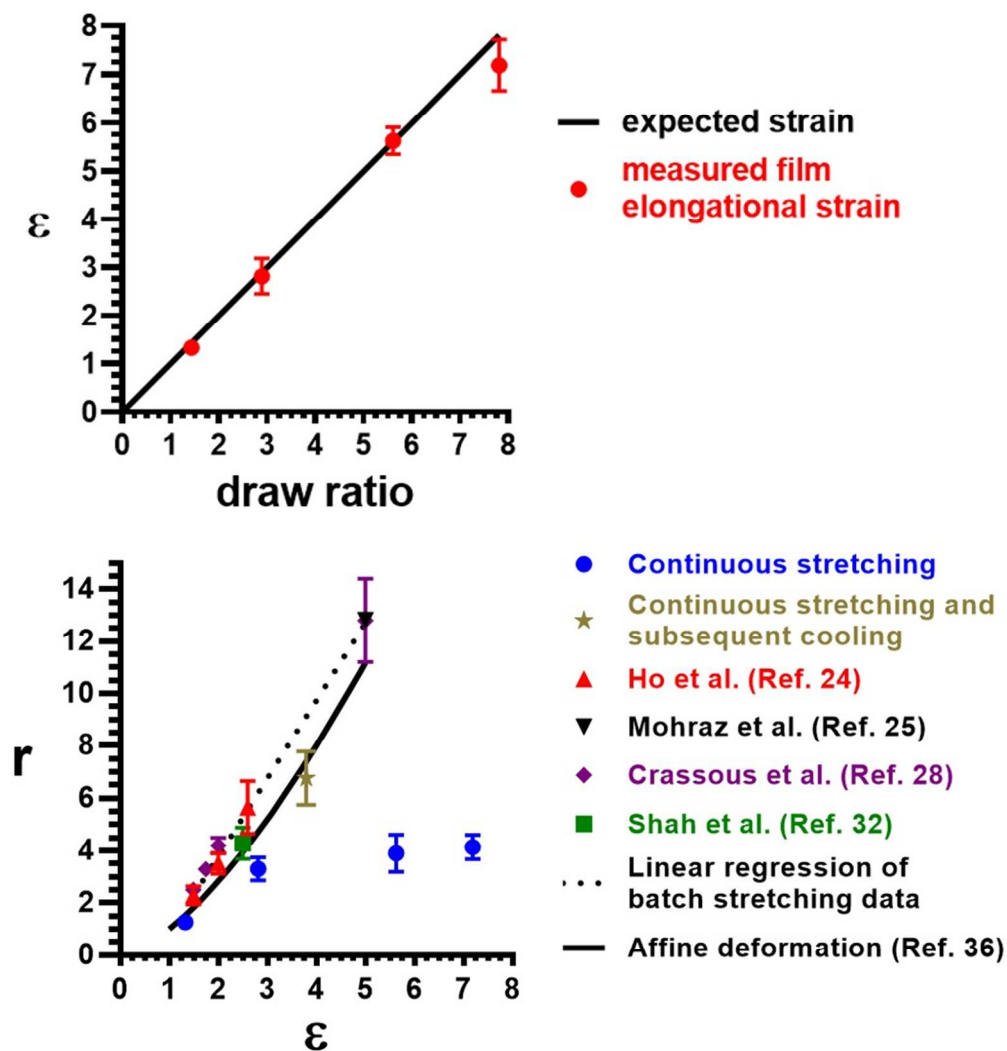 8
7
6
5
4
3
2
1
0
ε
0 1 2 3 4 5 6 7 8
draw ratio
expected strain
measured film
elongational strain
14
12
10
8
6
4
2
0
r
0 1 2 3 4 5 6 7 8
ε
Continuous stretching
Continuous stretching and
subsequent cooling
Ho et al. (Ref. 24)
Mohraz et al. (Ref. 25)
Crassous et al. (Ref. 28)
Shah et al. (Ref. 32)
Linear regression of
batch stretching data
Affine deformation (Ref. 36)